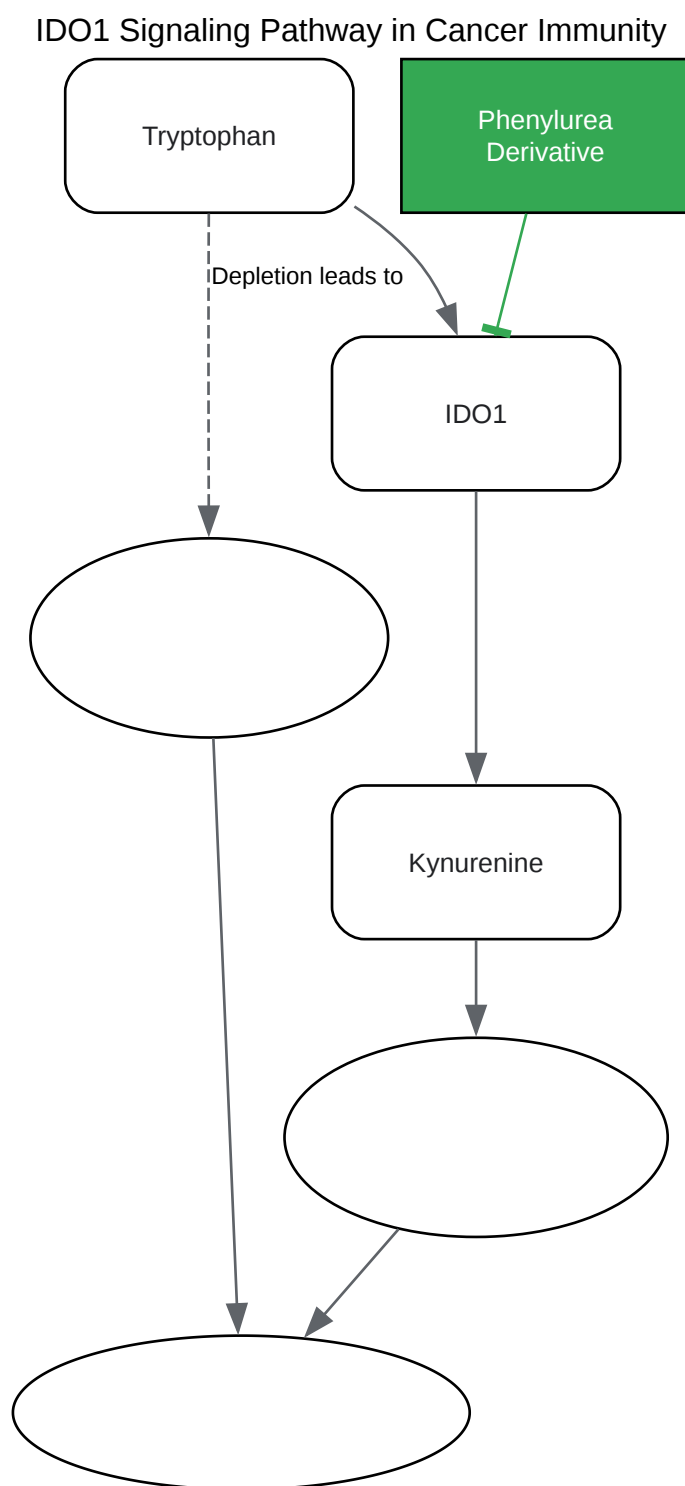 IDO1 Signaling Pathway in Cancer Immunity
Tryptophan
Phenylurea
Derivative
Depletion leads to
IDO1
Kynurenine